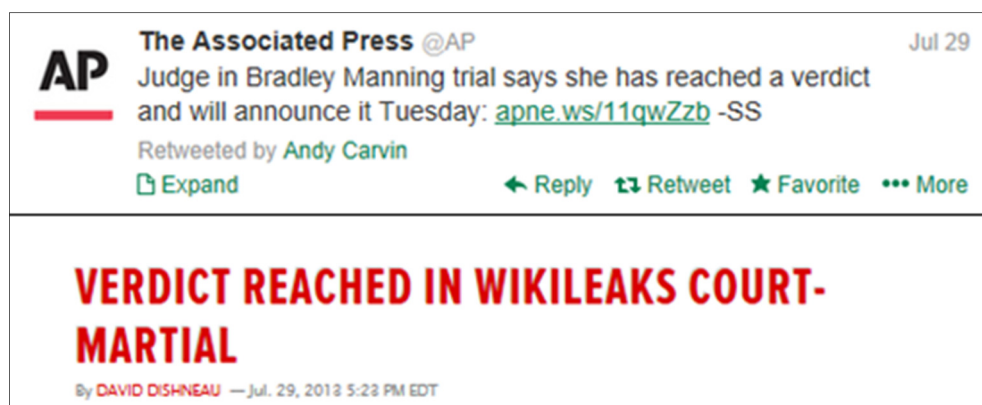 AP
The Associated Press @AP
Jul 29
Judge in Bradley Manning trial says she has reached a verdict
and will announce it Tuesday: apne.ws/11qwZzb -SS
Retweeted by Andy Carvin
Expand
Reply Retweet Favorite More
VERDICT REACHED IN WIKILEAKS COURT-
MARTIAL
By DAVID DISHNEAU — Jul. 29, 2013 5:23 PM EDT